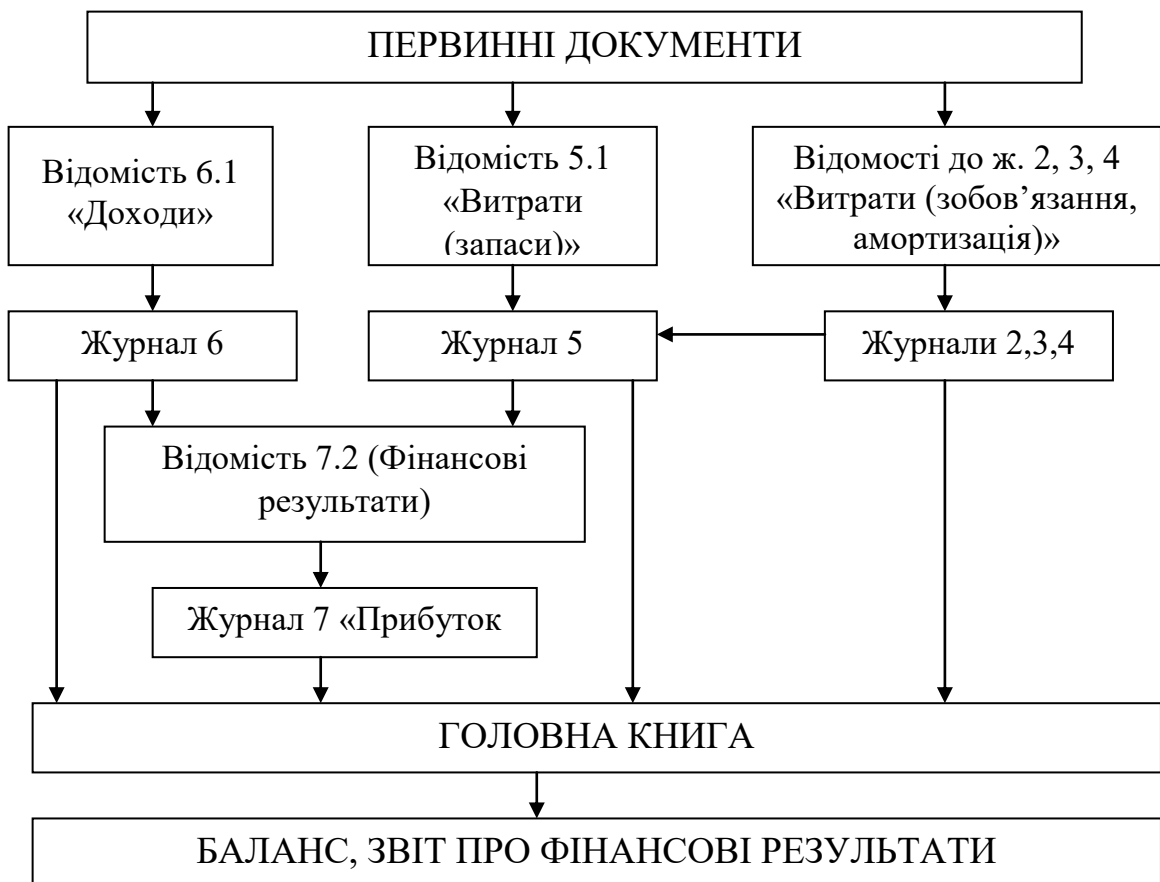 ПЕРВИННІ ДОКУМЕНТИ
Відомість 6.1
«Доходи»
Відомість 5.1
«Витрати
(запаси)»
Відомості до ж. 2, 3, 4
«Витрати (зобов’язання,
амортизація)»
Журнал 6
Журнал 5
Журнали 2,3,4
Відомість 7.2 (Фінансові
результати)
Журнал 7 «Прибуток
ГОЛОВНА КНИГА
БАЛАНС, ЗВІТ ПРО ФІНАНСОВІ РЕЗУЛЬТАТИ